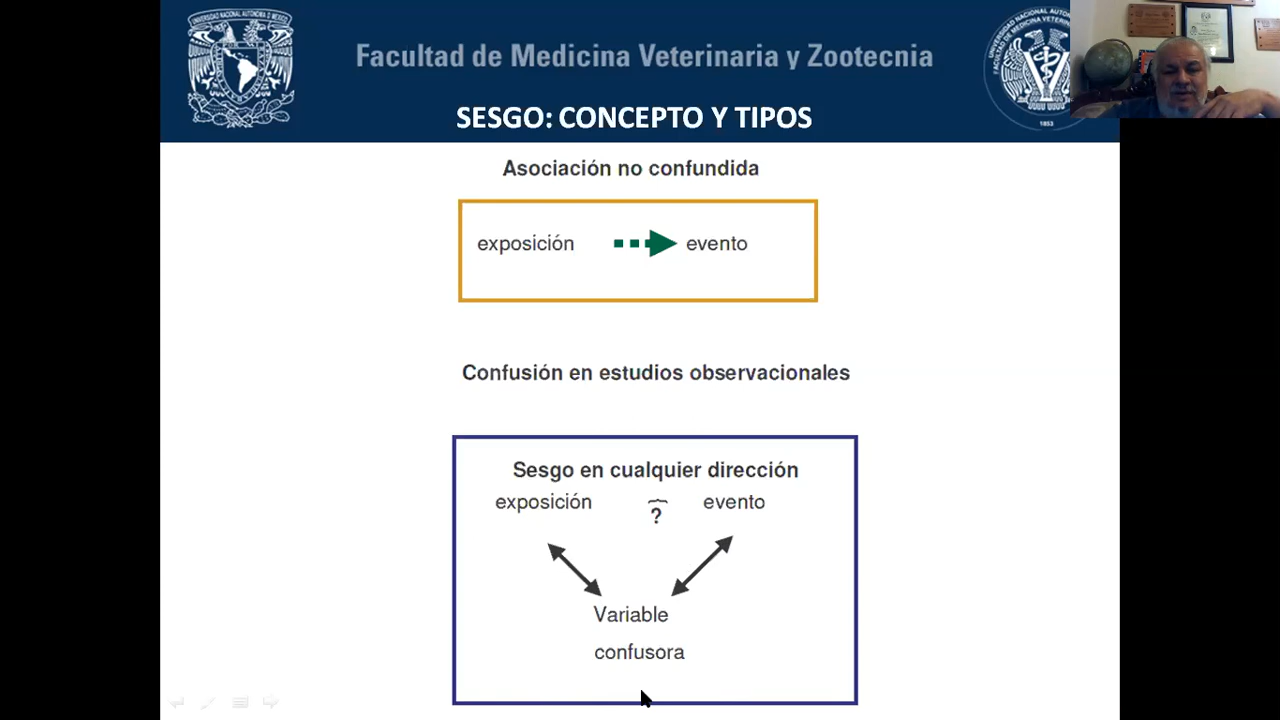 Facultad de Medicina Veterinaria y Zootecnia
SESGO: CONCEPTO Y TIPOS
1853
Asociación no confundida
exposición evento
Confusión en estudios observacionales
Sesgo en cualquier dirección
exposición ? evento
Variable
confusora